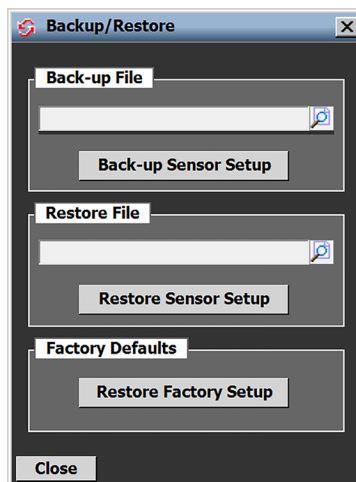 Backup/Restore
Back-up File
Back-up Sensor Setup
Restore File
Restore Sensor Setup
Factory Defaults
Restore Factory Setup
Close